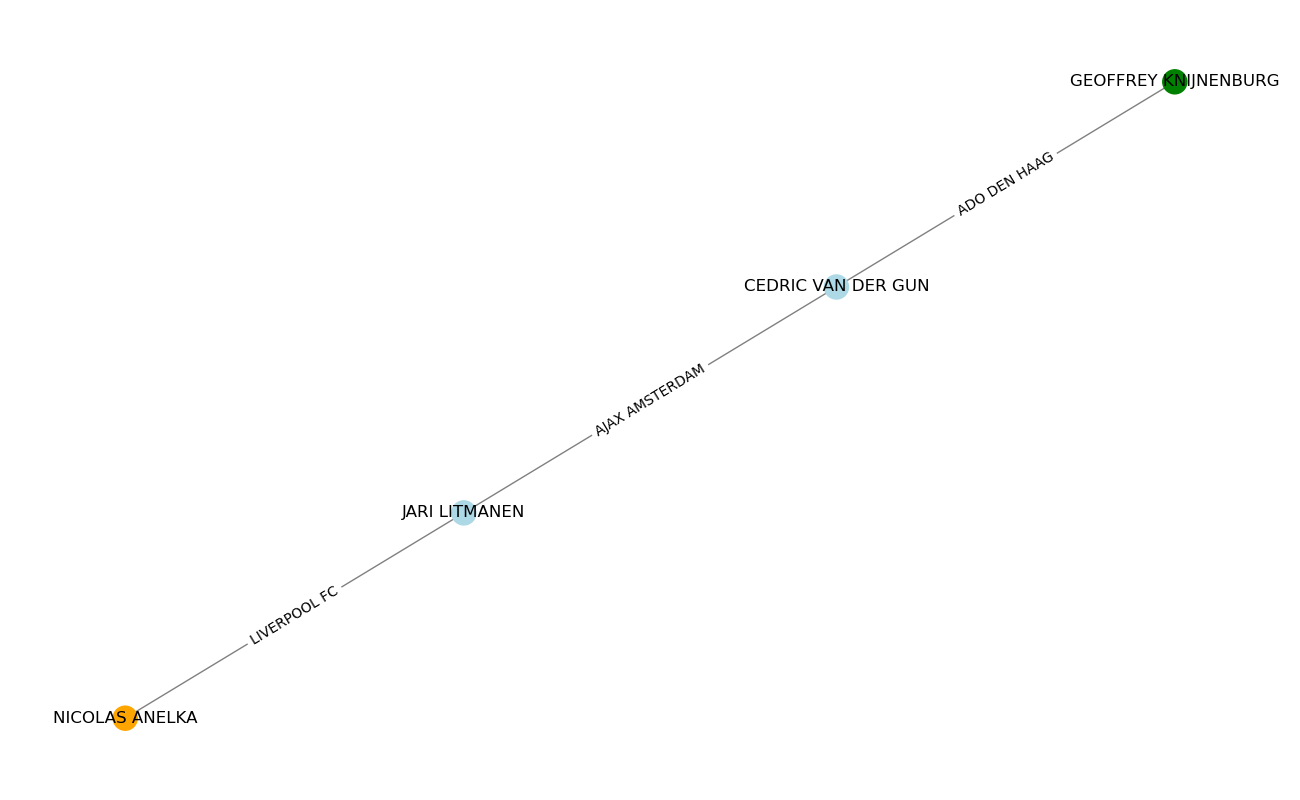 GEOFFREY KNIJNENBURG
ADO DEN HAAG
CEDRIC VAN DER GUN
AJAX AMSTERDAM
JARI LITMANEN
LIVERPOOL FC
NICOLAS ANELKA